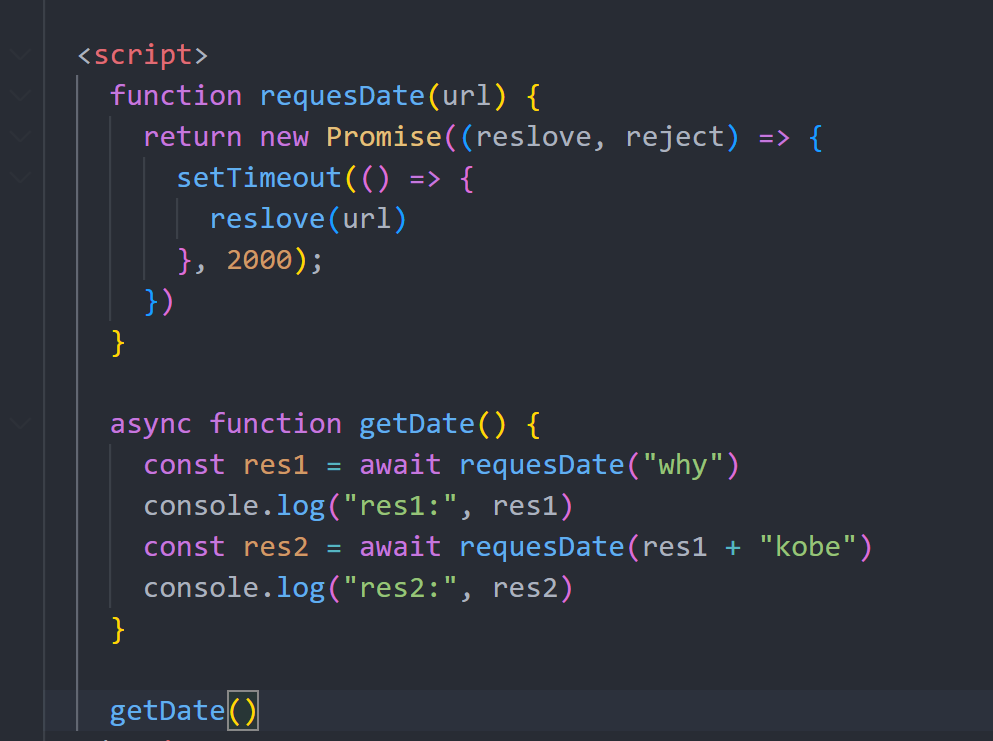 <script>
function requesDate(url) {
return new Promise((reslove, reject) => {
setTimeout(() => {
reslove(url)
}, 2000);
})
}
async function getDate() {
const res1 = await requesDate("why")
console.log("res1:", res1)
const res2 = await requesDate(res1 + "kobe")
console.log("res2:", res2)
}
getDate()